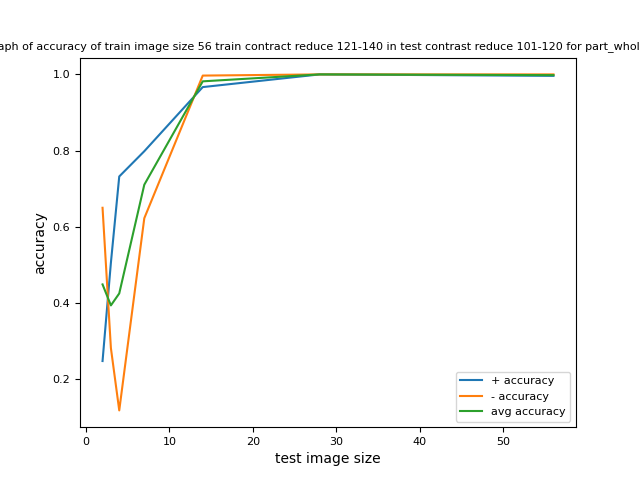 of accuracy of train image size 56 train contract reduce 121-140 in test contrast reduce 101-120 for
1.0
0.8
0.6
0.4
0.2
accuracy
0
10
20
30
40
50
test image size
+ accuracy
- accuracy
avg accuracy